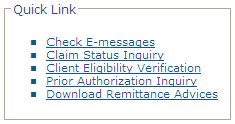 Quick Link
Check E-messages
Claim Status Inquiry
Client Eligibility Verification
Prior Authorization Inquiry
Download Remittance Advices